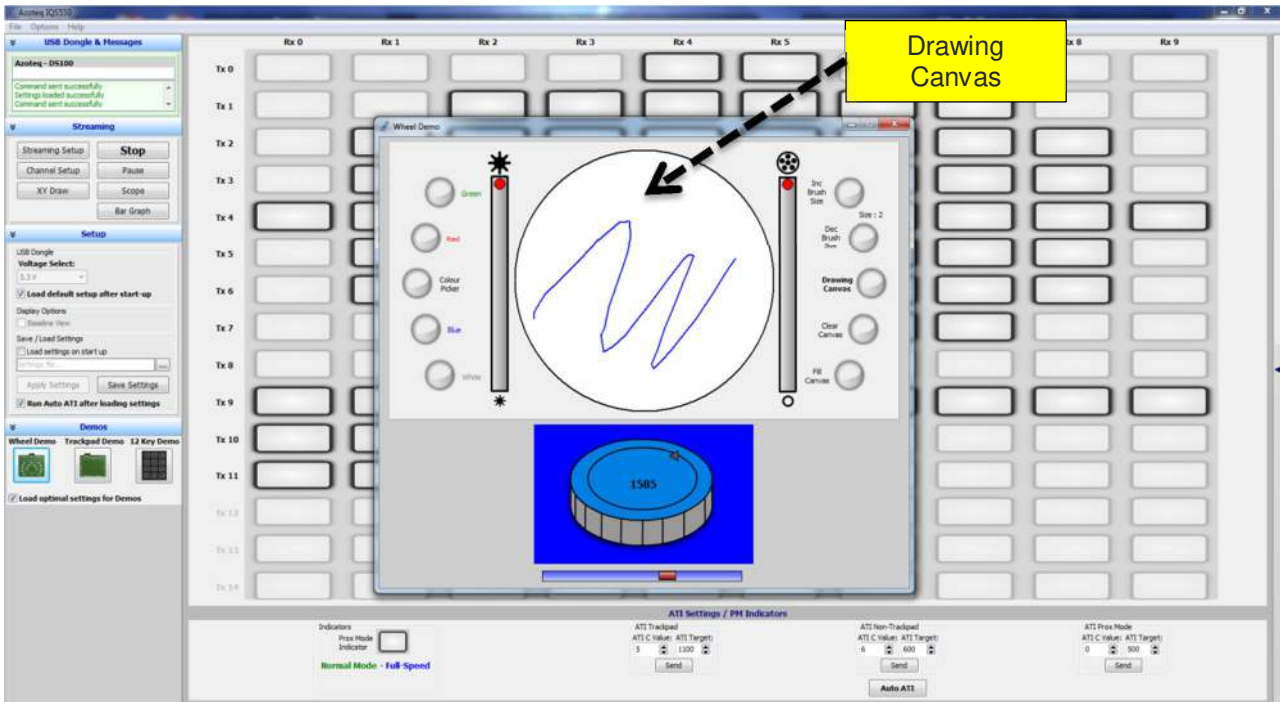 Azoteq IQS550
File Options Help
USB Dongle & Messages
Azoteq - DS100
Command sent successfully
Settings loaded successfully
Command sent successfully
Streaming
Streaming Setup
Stop
Channel Setup
Pause
XY Draw
Scope
Bar Graph
Setup
USB Dongle
Voltage Select:
3.3 V
Load default setup after start-up
Display Options
Baseline View
Save / Load Settings
Load settings on start up
...
Apply Settings
Save Settings
Run Auto ATI after loading settings
Demos
Wheel Demo
Trackpad Demo
12 Key Demo
Load optimal settings for Demos
Rx 0
Rx 1
Rx 2
Rx 3
Rx 4
Rx 5
Rx 8
Rx 9
Tx 0
Tx 1
Tx 2
Tx 3
Tx 4
Tx 5
Tx 6
Tx 7
Tx 8
Tx 9
Tx 10
Tx 11
Tx 12
Tx 13
Tx 14
Drawing
Canvas
Wheel Demo
Green
Red
Colour
Picker
Blue
White
Inc
Brush
Size
Size : 2
Dec
Brush
Drawing
Canvas
Clear
Canvas
Fill
Canvas
1585
ATI Settings / PM Indicators
Indicators
Prox Mode
Indicator
Normal Mode - Full-Speed
ATI Trackpad
ATI C Value: ATI Target:
5 1100
Send
ATI Non-Trackpad
ATI C Value: ATI Target:
6 600
Send
Auto ATI
ATI Prox Mode
ATI C Value: ATI Target:
0 500
Send